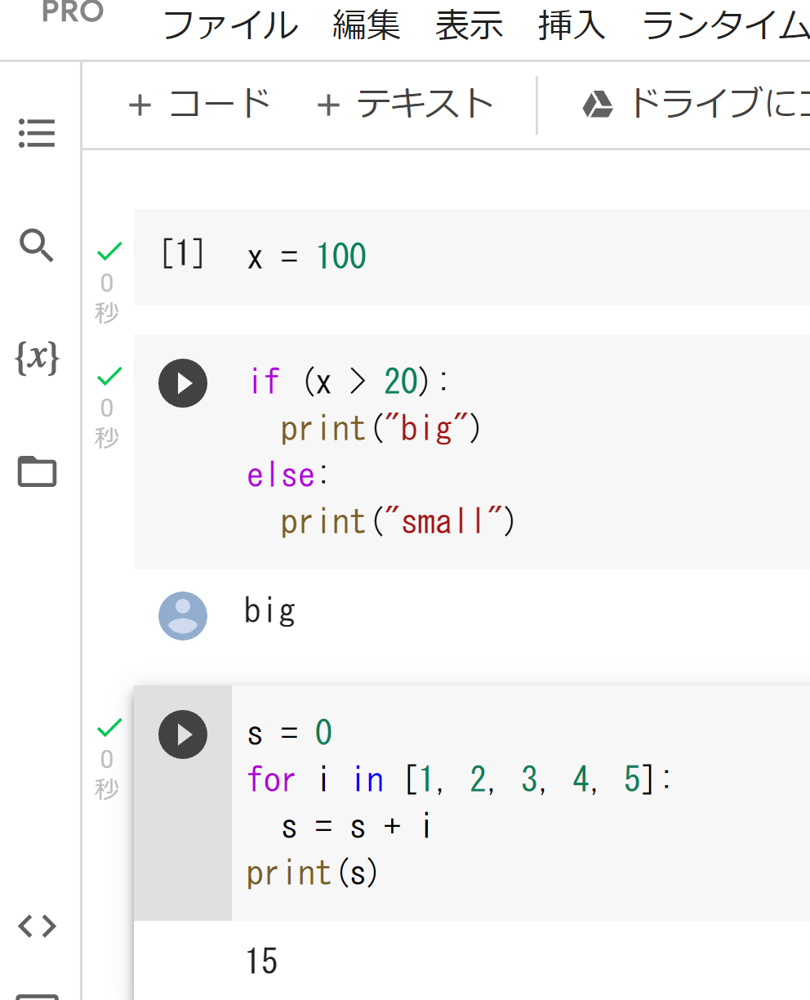 PRO
ファイル 編集 表示 挿入 ランタイム
+ コード + テキスト ドライブにコ
[1] x = 100
0
秒
if (x > 20):
print("big")
else:
print("small")
0
秒
big
s = 0
for i in [1, 2, 3, 4, 5]:
s = s + i
print(s)
0
秒
15
{x}
<>